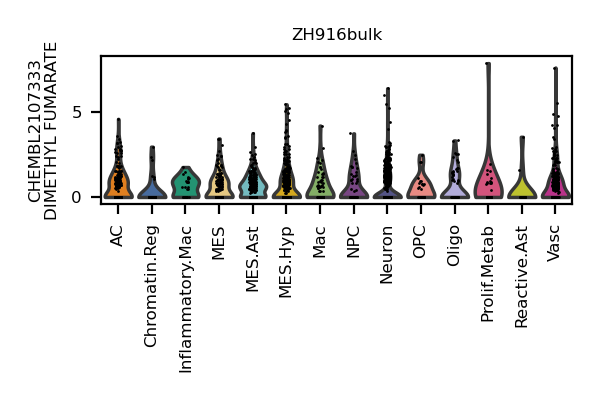 ZH916bulk
CHEMBL2107333
DIMETHYL FUMARATE
5
0
AC
Chromatin.Reg
Inflammatory.Mac
MES
MES.Ast
MES.Hyp
Mac
NPC
Neuron
OPC
Oligo
Prolif.Metab
Reactive.Ast
Vasc